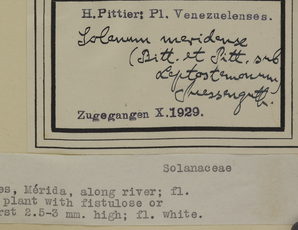 H.Pittier: Pl. Venezuelenses.
Solanum meridense
(Bitt. et Pitt. sub
Leptostemonum
Suessenguth.
Zugegangen X.1929.
Solanaceae
es, Mérida, along river; fl.
plant with fistulose or
rst 2.5-3 mm. high; fl. white.